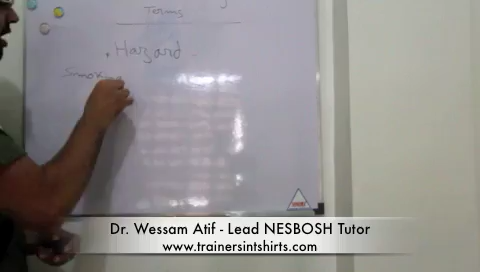 Terms
+ Hazard -
Smoking
Dr. Wessam Atif - Lead NESBOSH Tutor
www.trainersintshirts.com